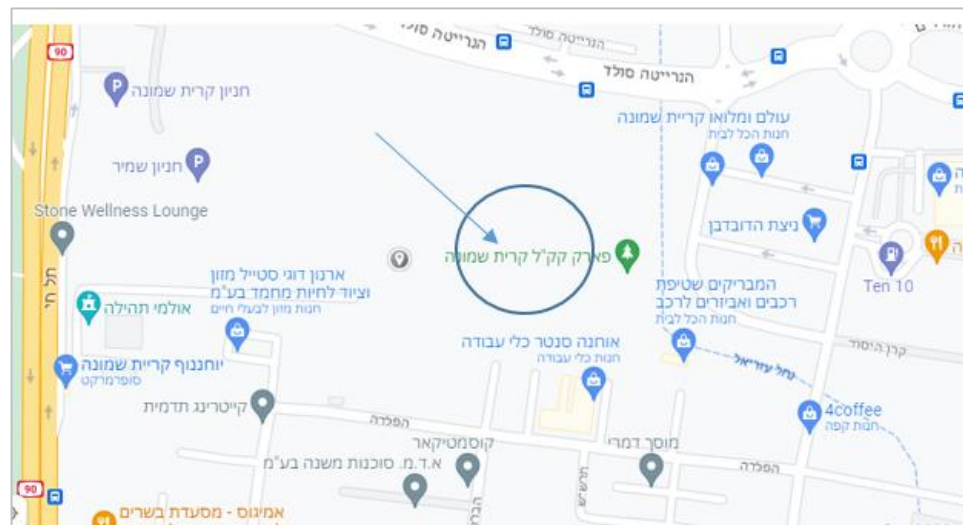 הנרייטה סולד
הנרייטה סולד
הנרייטה סולד
90
חניון קרית שמונה
עולם ומלואו קריית שמונה
חנות הכל לבית
חניון שמיר
Stone Wellness Lounge
ניצת הדובדבן
פארק קק"ל קרית שמונה
Ten 10
תל חי
ארנון דוגי סטייל מזון
וציוד לחיות מחמד בע"מ
חנות מזון לבעלי חיים
המבריקים שטיפת
רכבים ואביזרים לרכב
חנות הכל לבית
אולמי תהילה
אוחנה סנטר כלי עבודה
חנות כלי עבודה
קרן היסוד
יוחננוף קריית שמונה
סופרמרקט
נחל עזריאל
קייטרינג תדמית
4coffee
חנות קפה
הפלדה
קוסמטיקאר
מוסך דמרי
הפלדה
א.ד.מ. סוכנות משנה בע"מ
תרש"ש
90
אמיגוס - מסעדת בשרים